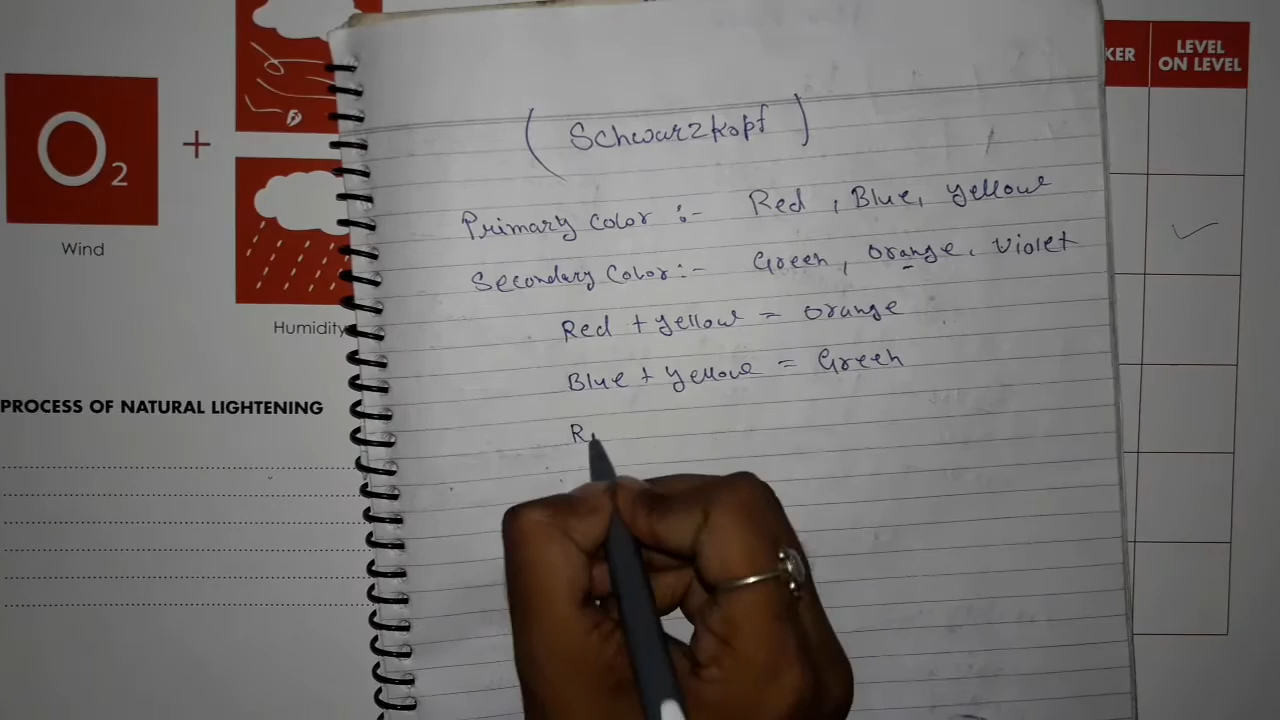 O2
+
Wind
Humidity
PROCESS OF NATURAL LIGHTENING
KER
LEVEL
ON LEVEL
(Schwarzkopf)
Primary Color :- Red, Blue, yellow
Secondary Color :- Green, Orange, Violet
Red + yellow = Orange
Blue + yellow = Green
R